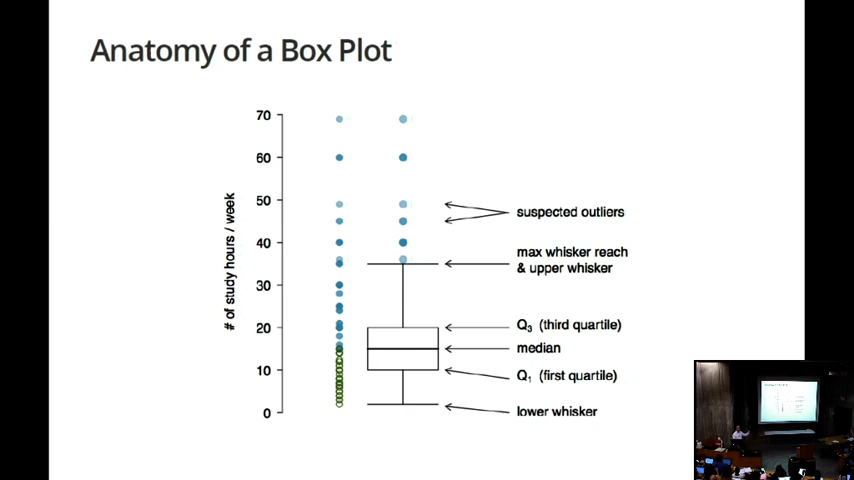 Anatomy of a Box Plot
# of study hours / week
70
60
50
40
30
20
10
0
suspected outliers
max whisker reach
& upper whisker
Q3 (third quartile)
median
Q1 (first quartile)
lower whisker